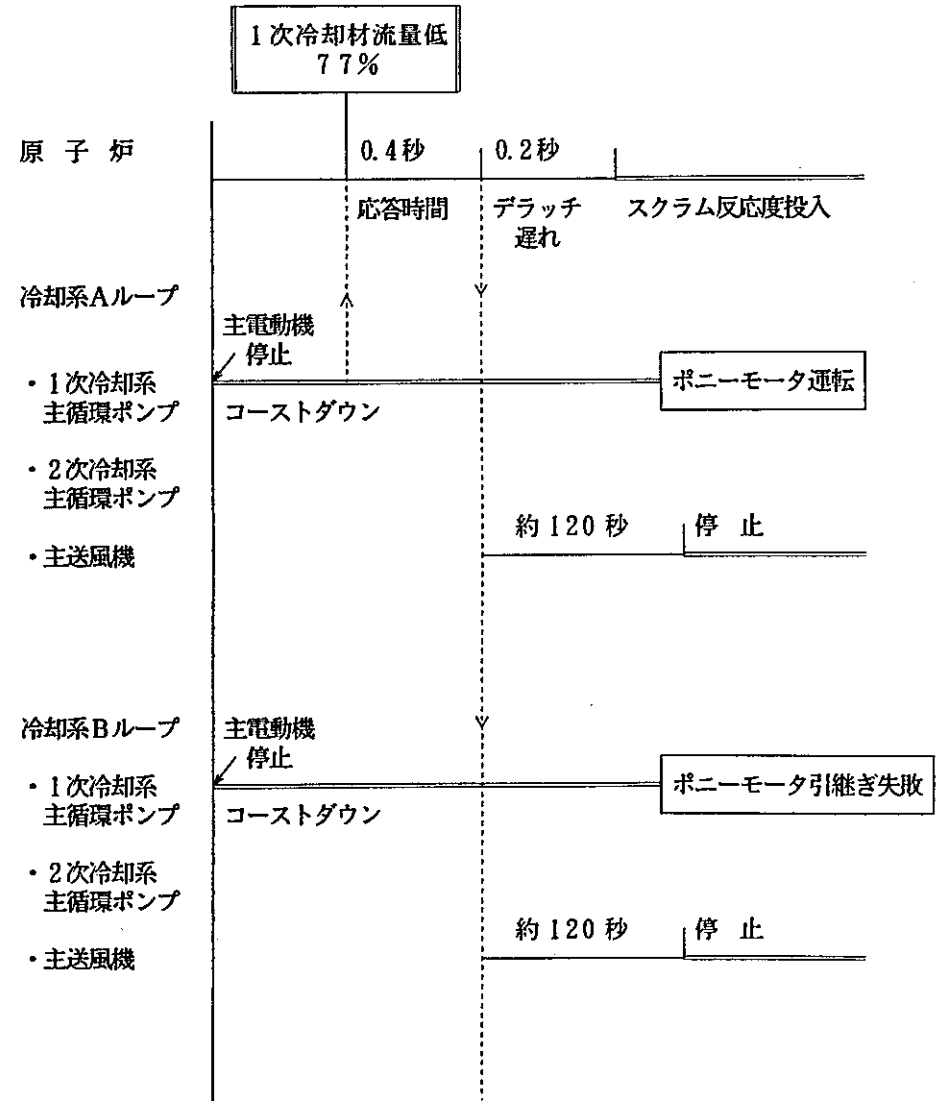 1次冷却材流量低
77%
原子炉
0.4秒
0.2秒
応答時間
デラッチ
遅れ
スクラム反応度投入
冷却系Aループ
主電動機
停止
・1次冷却系
主循環ポンプ
コーストダウン
ポニーモータ運転
・2次冷却系
主循環ポンプ
約120秒
停止
・主送風機
冷却系Bループ
主電動機
停止
・1次冷却系
主循環ポンプ
コーストダウン
ポニーモータ引継ぎ失敗
・2次冷却系
主循環ポンプ
約120秒
停止
・主送風機